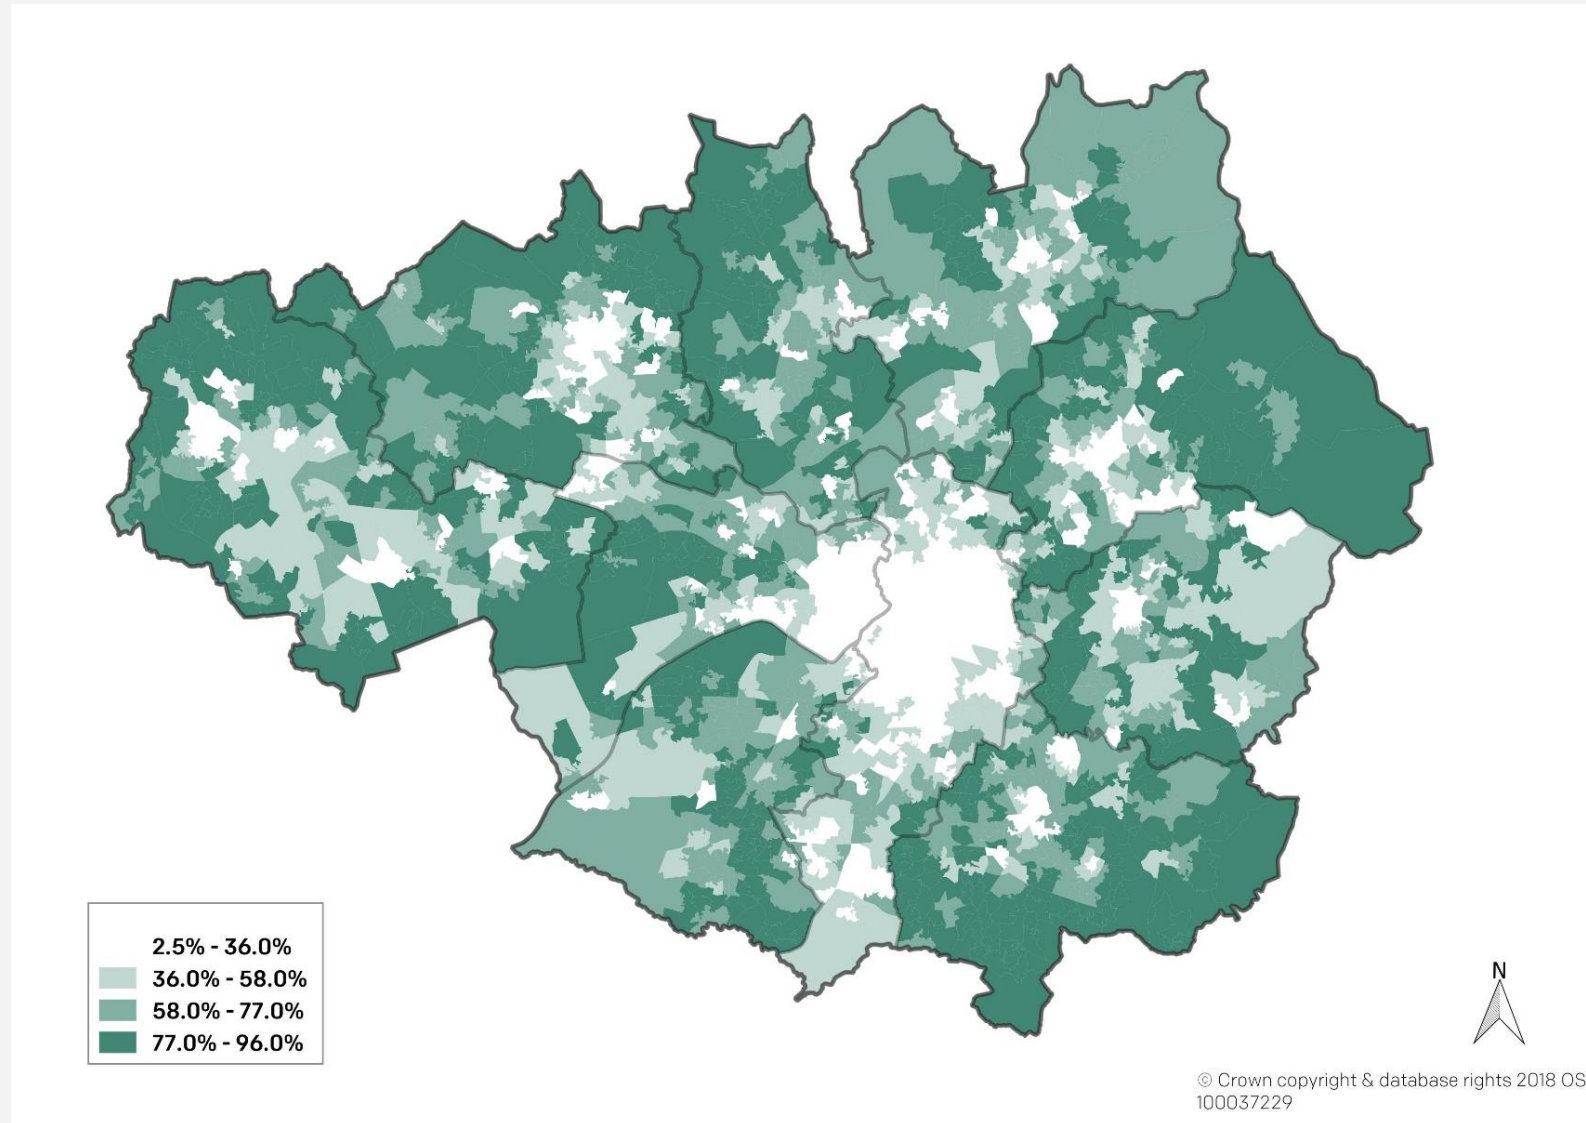 2.5% - 36.0%
36.0% - 58.0%
58.0% - 77.0%
77.0% - 96.0%
N
© Crown copyright & database rights 2018 OS
100037229